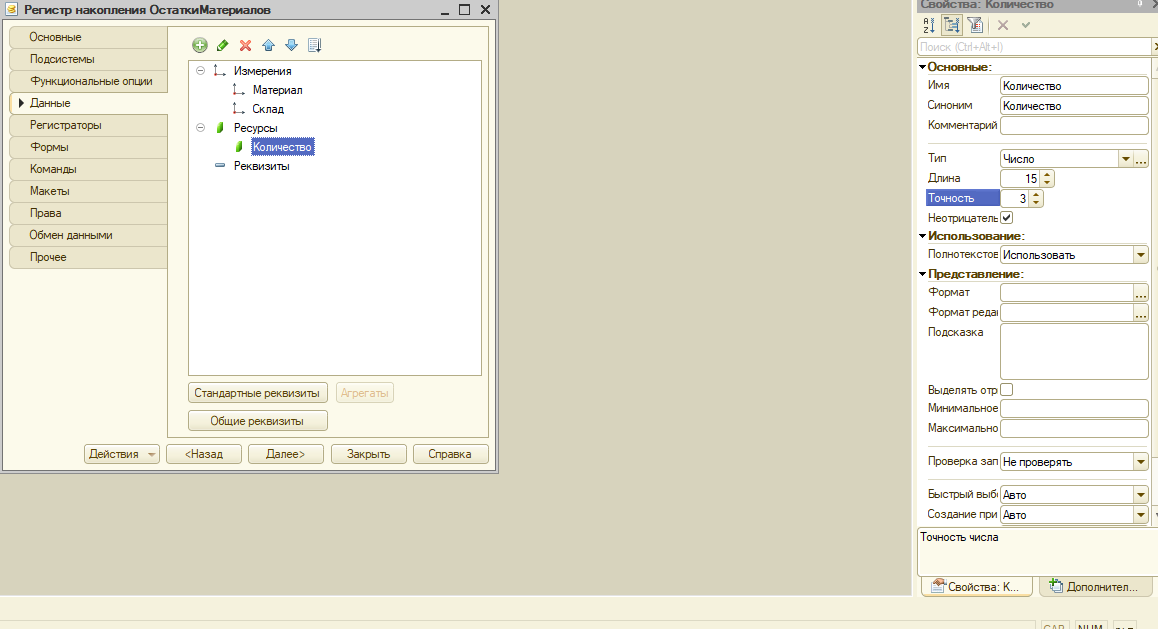 Регистр накопления ОстаткиМатериалов
Основные
Подсистемы
Функциональные опции
Данные
Регистраторы
Формы
Команды
Макеты
Права
Обмен данными
Прочее
Измерения
Материал
Склад
Ресурсы
Количество
Реквизиты
Стандартные реквизиты
Агрегаты
Общие реквизиты
Действия
<Назад
Далее>
Закрыть
Справка
Свойства: Количество
Поиск (Ctrl+Alt+I)
Основные:
Имя Количество
Синоним Количество
Комментарий
Тип Число
Длина 15
Точность 3
Неотрицатель
Использование:
Полнотекстов Использовать
Представление:
Формат
Формат реда
Подсказка
Выделять отр
Минимальное
Максимально
Проверка зап Не проверять
Быстрый выб Авто
Создание при Авто
Точность числа
Свойства: К...
Дополнител...
CAP NUM